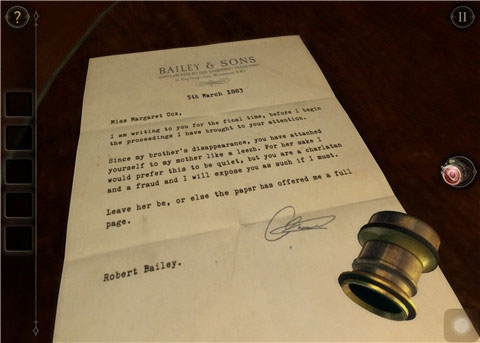 ?
BAILEY & SONS
5th March 1883
Miss Margaret Cox,
I am writing to you for the final time, before I begin
the proceedings I have brought to your attention.
Since my brother's disappearance, you have attached
yourself to my mother like a leech. For her sake I
would prefer this to be quiet, but you are a charlatan
and a fraud and I will expose you as such if I must.
Leave her be, or else the paper has offered me a full
page.
Robert Bailey.